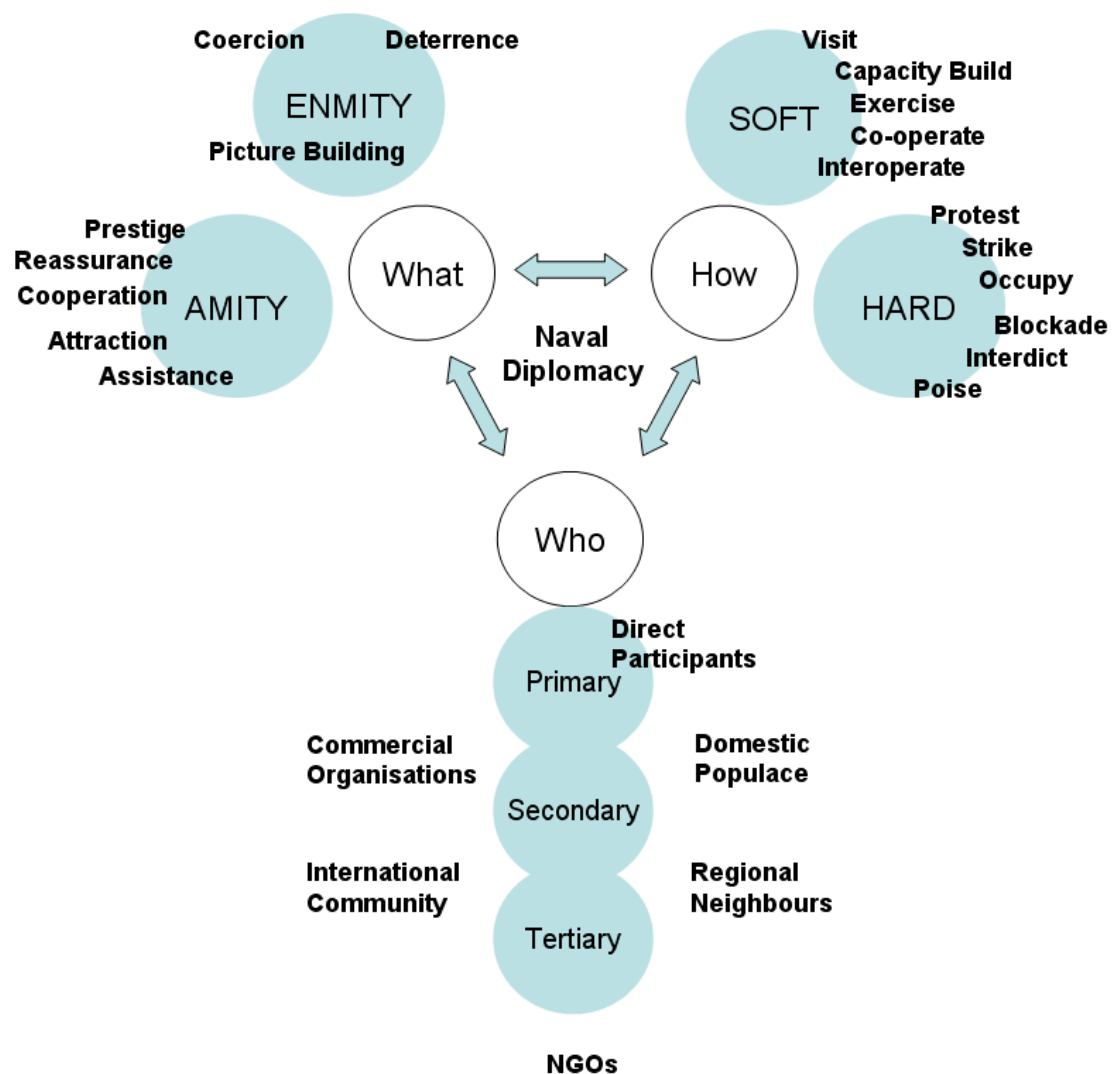 Coercion
Deterrence
ENMITY
Picture Building
Visit
Capacity Build
Exercise
SOFT
Co-operate
Interoperate
Prestige
Reassurance
Cooperation
AMITY
Attraction
Assistance
What
How
Protest
Strike
Occupy
HARD
Blockade
Interdict
Poise
Naval
Diplomacy
Who
Direct
Participants
Primary
Commercial
Organisations
Domestic
Populace
Secondary
International
Community
Regional
Neighbours
Tertiary
NGOs